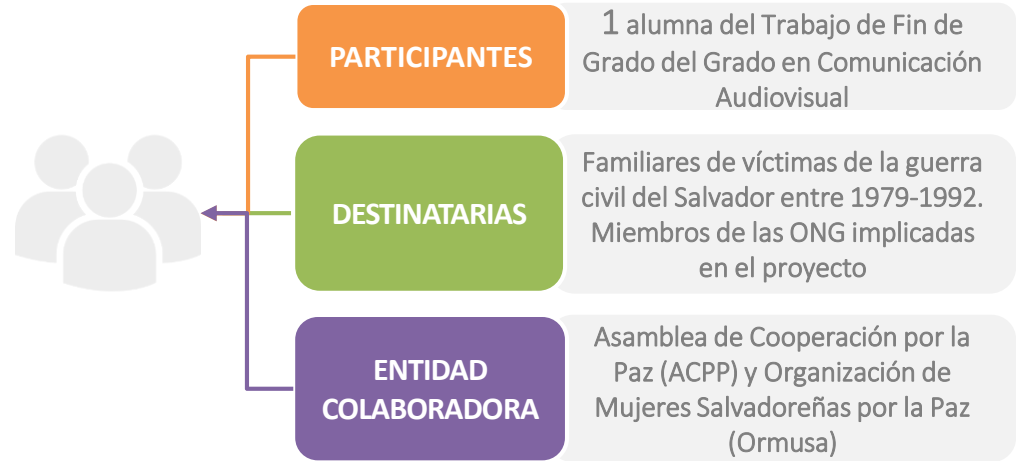 PARTICIPANTES
1 alumna del Trabajo de Fin de
Grado del Grado en Comunicación
Audiovisual
DESTINATARIAS
Familiares de víctimas de la guerra
civil del Salvador entre 1979-1992.
Miembros de las ONG implicadas
en el proyecto
ENTIDAD
COLABORADORA
Asamblea de Cooperación por la
Paz (ACPP) y Organización de
Mujeres Salvadoreñas por la Paz
(Ormusa)